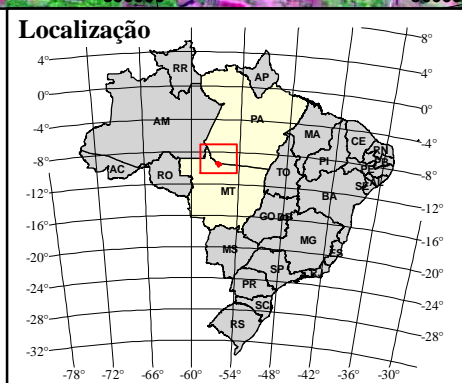 Localização
4°
0°
-4°
-8°
-12°
-16°
-20°
-24°
-28°
-32°
8°
4°
0°
-4°
-8°
-12°
-16°
-20°
-24°
-28°
RR
AP
AM
PA
MA
CE
RN
PI
AC
RO
TO
SE
MT
BA
GO
MG
MS
ES
SP
RJ
PR
SC
RS
-78°
-72°
-66°
-60°
-54°
-48°
-42°
-36°
-30°